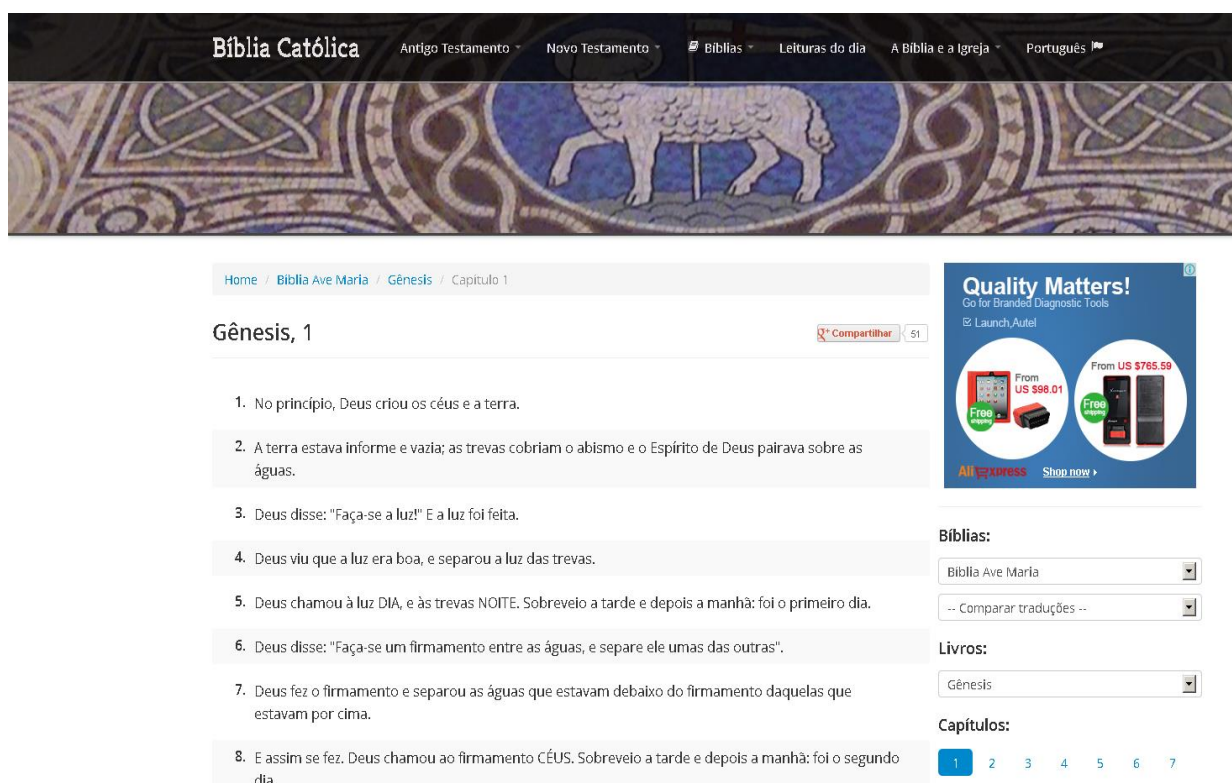 Bíblia Católica
Antigo Testamento
Novo Testamento
Bíblias
Leituras do dia
A Bíblia e a Igreja
Português
Home / Bíblia Ave Maria / Gênesis / Capitulo 1
Gênesis, 1
Compartilhar 51
1. No princípio, Deus criou os céus e a terra.
2. A terra estava informe e vazia; as trevas cobriam o abismo e o Espírito de Deus pairava sobre as
águas.
3. Deus disse: "Faça-se a luz!" E a luz foi feita.
4. Deus viu que a luz era boa, e separou a luz das trevas.
5. Deus chamou à luz DIA, e às trevas NOITE. Sobreveio a tarde e depois a manhã: foi o primeiro dia.
6. Deus disse: "Faça-se um firmamento entre as águas, e separe ele umas das outras".
7. Deus fez o firmamento e separou as águas que estavam debaixo do firmamento daquelas que
estavam por cima.
8. E assim se fez. Deus chamou ao firmamento CÉUS. Sobreveio a tarde e depois a manhã: foi o segundo
dia.
Quality Matters!
Go for Branded Diagnostic Tools
Launch,Autel
From
US $98.01
Free
shipping
From US $765.59
Free
shipping
AliExpress
Shop now
Bíblias:
Bíblia Ave Maria
-- Comparar traduções --
Livros:
Gênesis
Capítulos:
1 2 3 4 5 6 7